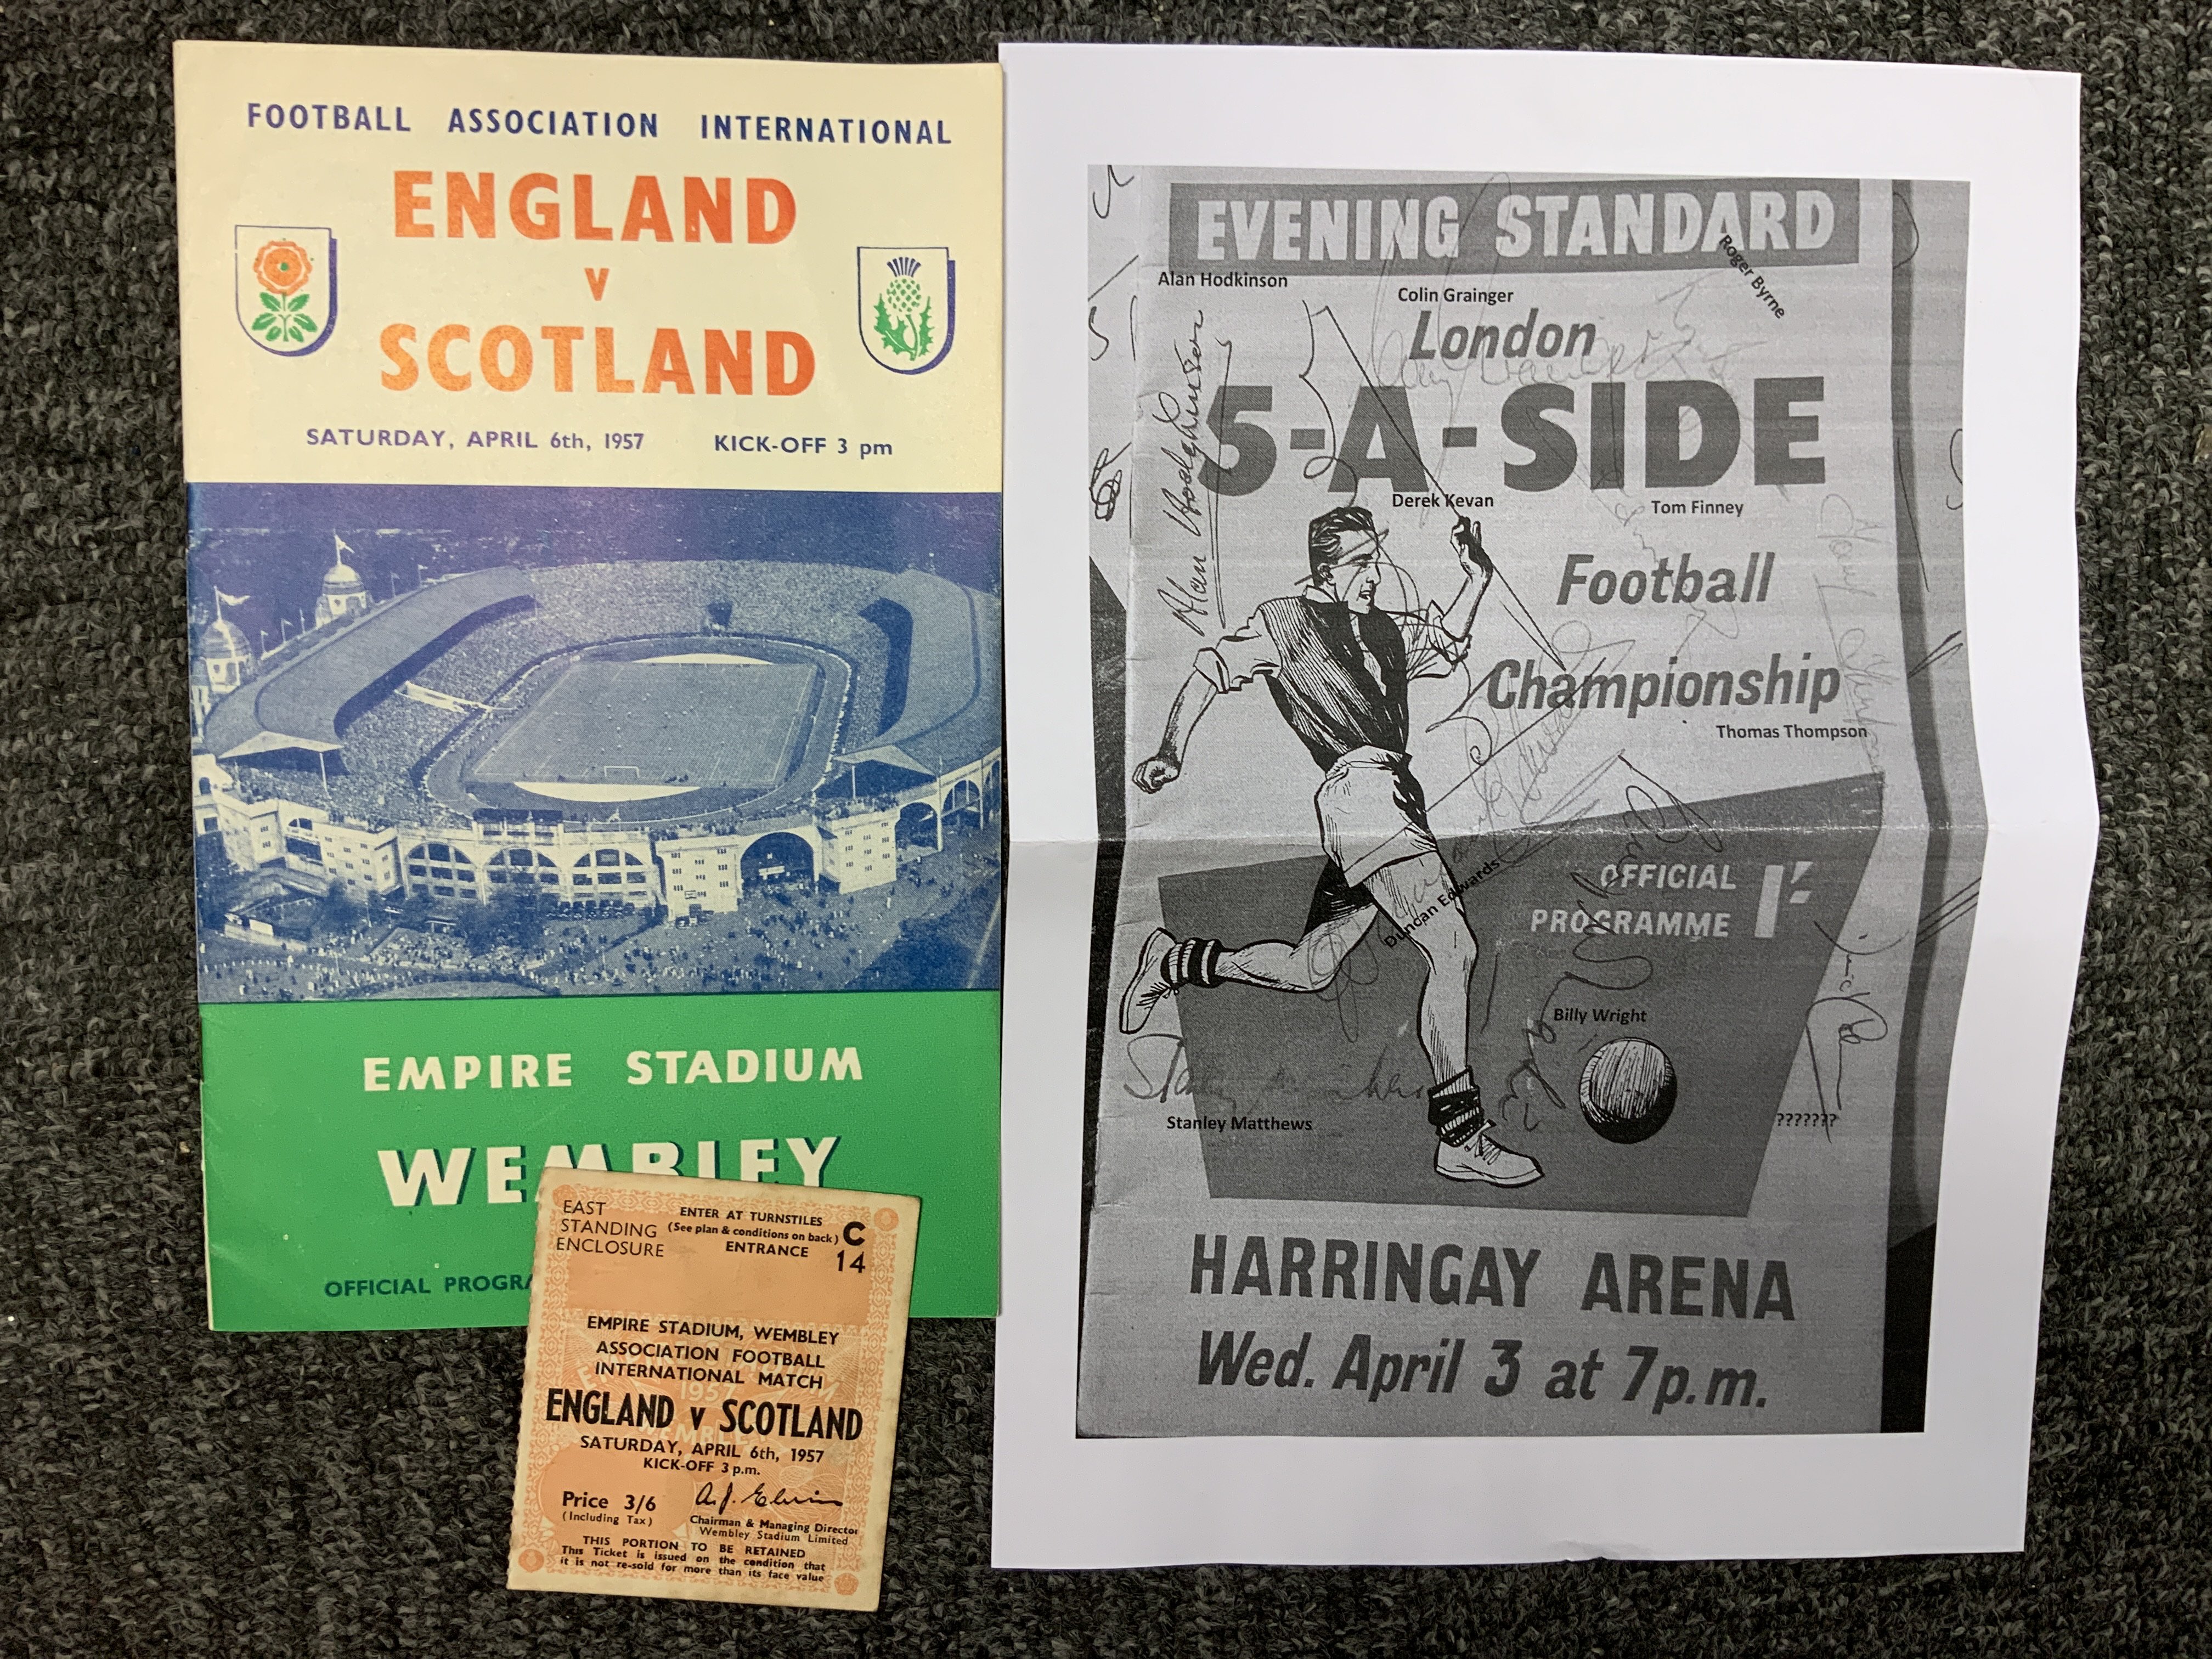 FOOTBALL ASSOCIATION INTERNATIONAL
ENGLAND
v
SCOTLAND
SATURDAY, APRIL 6th, 1957 KICK-OFF 3 pm
EMPIRE STADIUM
WEMBLEY
OFFICIAL PROGRA
EAST
STANDING
ENCLOSURE
ENTER AT TURNSTILES
(See plan & conditions on back) C
ENTRANCE 14
EMPIRE STADIUM, WEMBLEY
ASSOCIATION FOOTBALL
INTERNATIONAL MATCH
ENGLAND v SCOTLAND
SATURDAY, APRIL 6th, 1957
KICK-OFF 3 p.m.
Price 3/6
(Including Tax)
A.J. Elvin
Chairman & Managing Director
Wembley Stadium Limited
THIS PORTION TO BE RETAINED
This Ticket is issued on the condition that
it is not re-sold for more than its face value
EVENING STANDARD
Roger Byrne
Alan Hodkinson
Colin Grainger
London
5-A-SIDE
Alan Hodgkinson
Derek Kevan
Tom Finney
Football
Championship
Thomas Thompson
OFFICIAL
PROGRAMME 1/-
Duncan Edwards
Billy Wright
Stanley Matthews
Stanley Matthews
???????
HARRINGAY ARENA
Wed. April 3 at 7p.m.